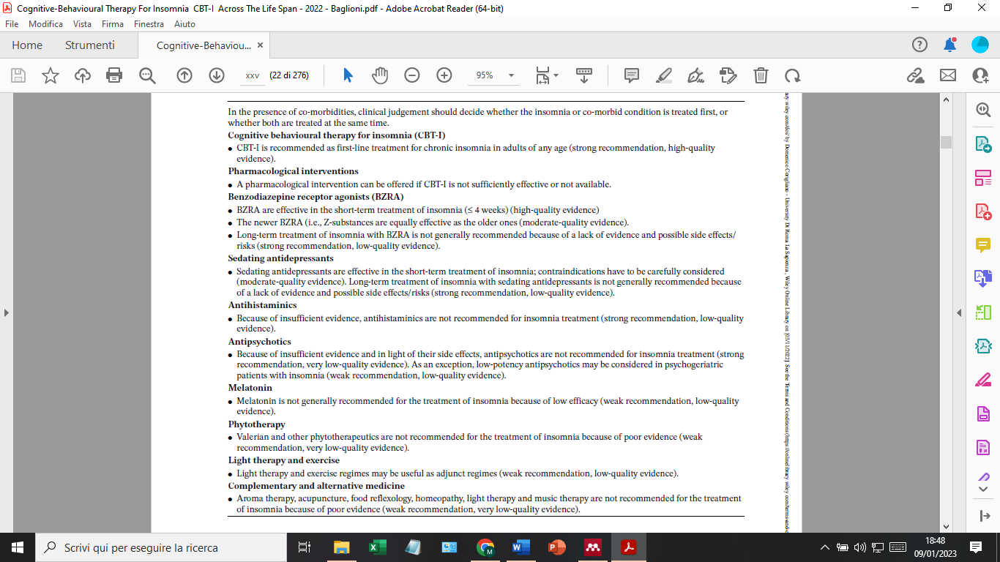 Cognitive-Behavioural Therapy For Insomnia CBT-I Across The Life Span - 2022 - Baglioni.pdf - Adobe Acrobat Reader (64-bit)
File Modifica Vista Firma Finestra Aiuto
Home Strumenti Cognitive-Behaviou...
xxv (22 di 276) 95%
In the presence of co-morbidities, clinical judgement should decide whether the insomnia or co-morbid condition is treated first, or
whether both are treated at the same time.
Cognitive behavioural therapy for insomnia (CBT-I)
• CBT-I is recommended as first-line treatment for chronic insomnia in adults of any age (strong recommendation, high-quality
evidence).
Pharmacological interventions
• A pharmacological intervention can be offered if CBT-I is not sufficiently effective or not available.
Benzodiazepine receptor agonists (BZRA)
• BZRA are effective in the short-term treatment of insomnia (≤ 4 weeks) (high-quality evidence)
• The newer BZRA (i.e., Z-substances are equally effective as the older ones (moderate-quality evidence).
• Long-term treatment of insomnia with BZRA is not generally recommended because of a lack of evidence and possible side effects/
risks (strong recommendation, low-quality evidence).
Sedating antidepressants
• Sedating antidepressants are effective in the short-term treatment of insomnia; contraindications have to be carefully considered
(moderate-quality evidence). Long-term treatment of insomnia with sedating antidepressants is not generally recommended because
of a lack of evidence and possible side effects/risks (strong recommendation, low-quality evidence).
Antihistaminics
• Because of insufficient evidence, antihistaminics are not recommended for insomnia treatment (strong recommendation, low-quality
evidence).
Antipsychotics
• Because of insufficient evidence and in light of their side effects, antipsychotics are not recommended for insomnia treatment (strong
recommendation, very low-quality evidence). As an exception, low-potency antipsychotics may be considered in psychogeriatric
patients with insomnia (weak recommendation, low-quality evidence).
Melatonin
• Melatonin is not generally recommended for the treatment of insomnia because of low efficacy (weak recommendation, low-quality
evidence).
Phytotherapy
• Valerian and other phytotherapeutics are not recommended for the treatment of insomnia because of poor evidence (weak
recommendation, very low-quality evidence).
Light therapy and exercise
• Light therapy and exercise regimes may be useful as adjunct regimes (weak recommendation, low-quality evidence).
Complementary and alternative medicine
• Aroma therapy, acupuncture, food reflexology, homeopathy, light therapy and music therapy are not recommended for the treatment
of insomnia because of poor evidence (weak recommendation, very low-quality evidence).
by Domenico Corigliano - University Di Roma La Sapienza, Wiley Online Library on [03/11/2022]. See the Terms and Conditions
Scrivi qui per eseguire la ricerca
18:48
09/01/2023